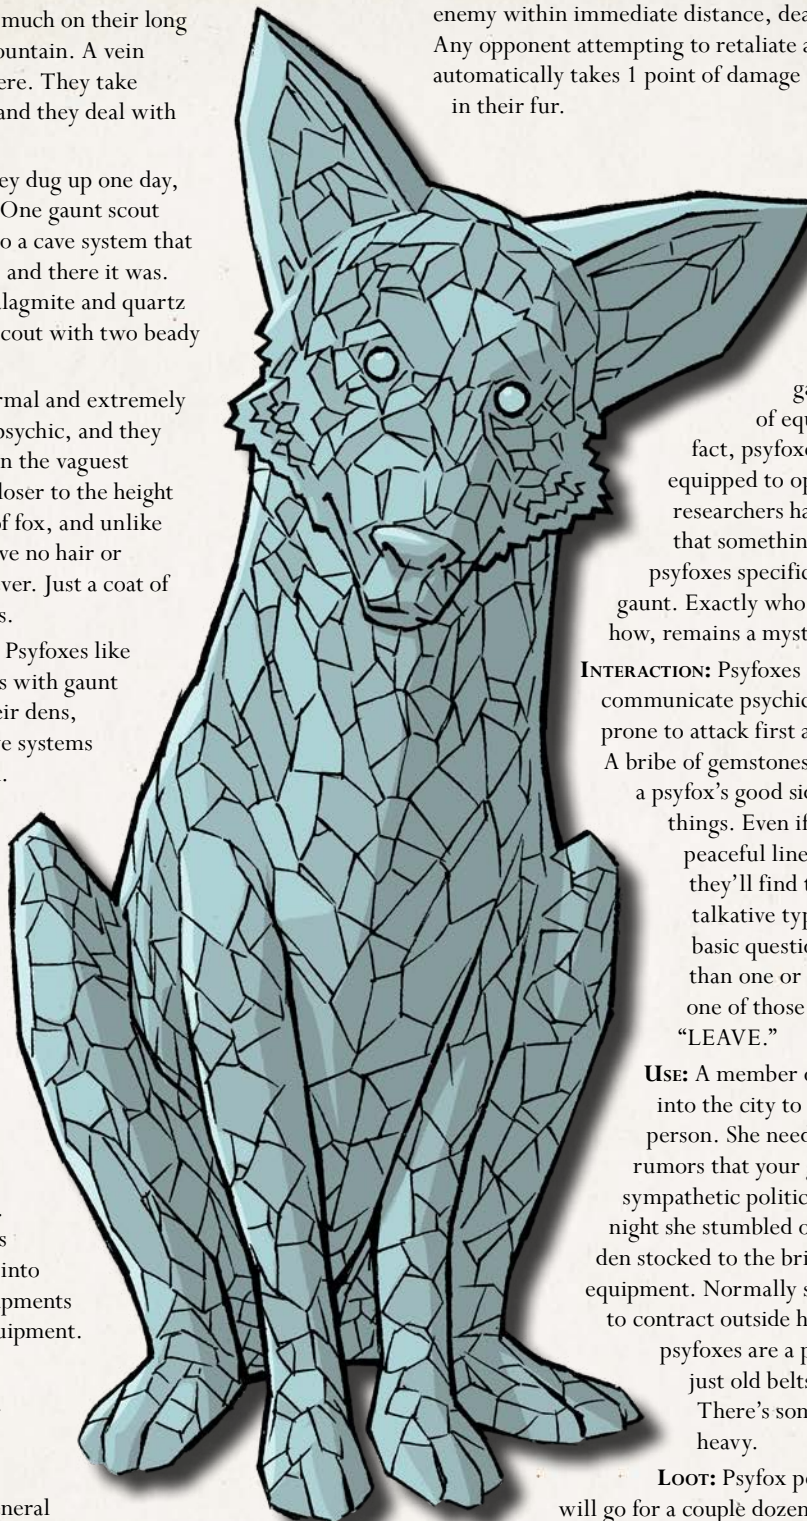 much on their long
ountain. A vein
ere. They take
and they deal with
ey dug up one day,
One gaunt scout
o a cave system that
and there it was.
lagmite and quartz
cout with two beady
rmal and extremely
psychic, and they
n the vaguest
loser to the height
of fox, and unlike
ve no hair or
ver. Just a coat of
s.
Psyfoxes like
s with gaunt
eir dens,
ve systems
.
s
into
ipments
uipment.
neral
enemy within immediate distance, dea
Any opponent attempting to retaliate a
automatically takes 1 point of damage
in their fur.
ga
of equ
fact, psyfoxe
equipped to op
researchers ha
that something
psyfoxes specific
gaunt. Exactly who
how, remains a myst
INTERACTION: Psyfoxes
communicate psychic
prone to attack first a
A bribe of gemstones
a psyfox’s good sid
things. Even if
peaceful line
they’ll find t
talkative typ
basic questio
than one or
one of those
“LEAVE.”
USE: A member o
into the city to
person. She need
rumors that your g
sympathetic politic
night she stumbled o
den stocked to the bri
equipment. Normally s
to contract outside h
psyfoxes are a p
just old belts
There’s som
heavy.
LOOT: Psyfox pe
will go for a couple dozen